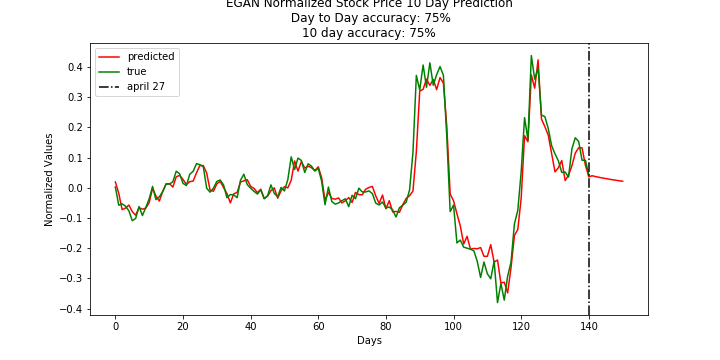 EGAN Normalized Stock Price 10 Day Prediction
Day to Day accuracy: 75%
10 day accuracy: 75%
predicted
true
april 27
Normalized Values
0.4
0.3
0.2
0.1
0.0
−0.1
−0.2
−0.3
−0.4
0 20 40 60 80 100 120 140
Days